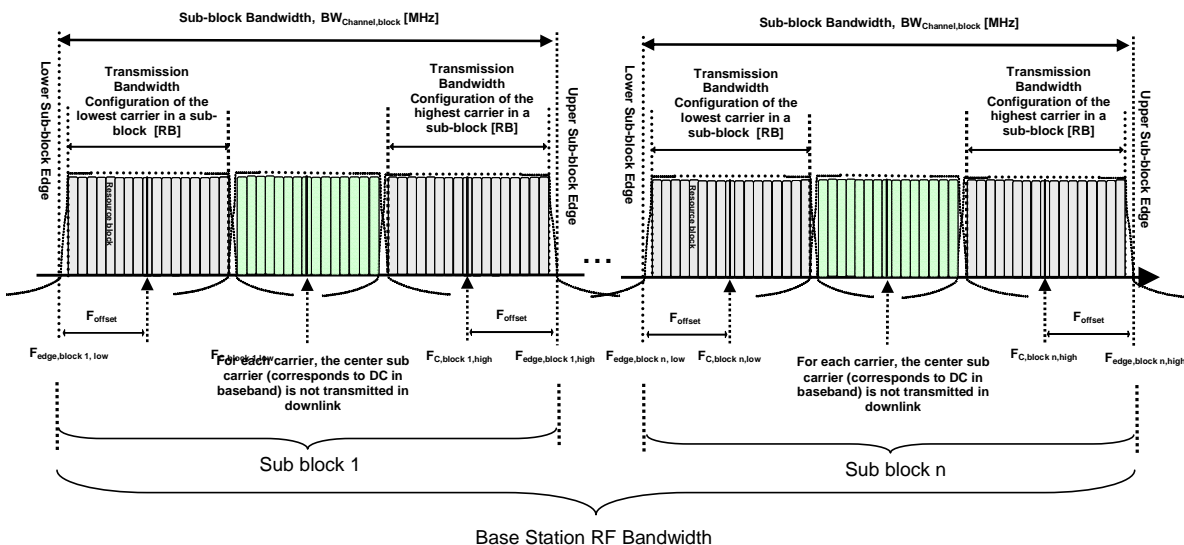 Sub-block Bandwidth, BWChannel,block [MHz]
Sub-block Bandwidth, BWChannel,block [MHz]
Lower Sub-block Edge
Transmission
Bandwidth
Configuration of the
lowest carrier in a sub-
block [RB]
Transmission
Bandwidth
Configuration of the
highest carrier in
a sub-block [RB]
Upper Sub-block Edge
Lower Sub-block Edge
Transmission
Bandwidth
Configuration of the
lowest carrier in a
sub-block [RB]
Transmission
Bandwidth
Configuration of the
highest carrier in a
sub-block [RB]
Upper Sub-block Edge
Resource block
...
Resource block
Foffset
Foffset
Foffset
Foffset
Fedge,block 1, low
FC,block 1,low
FC,block 1,high
Fedge,block 1,high
Fedge,block n, low
FC,block n,low
FC,block n,high
Fedge,block n,high
For each carrier, the center sub
carrier (corresponds to DC in
baseband) is not transmitted in
downlink
For each carrier, the center sub
carrier (corresponds to DC in
baseband) is not transmitted in
downlink
Sub block 1
Sub block n
Base Station RF Bandwidth